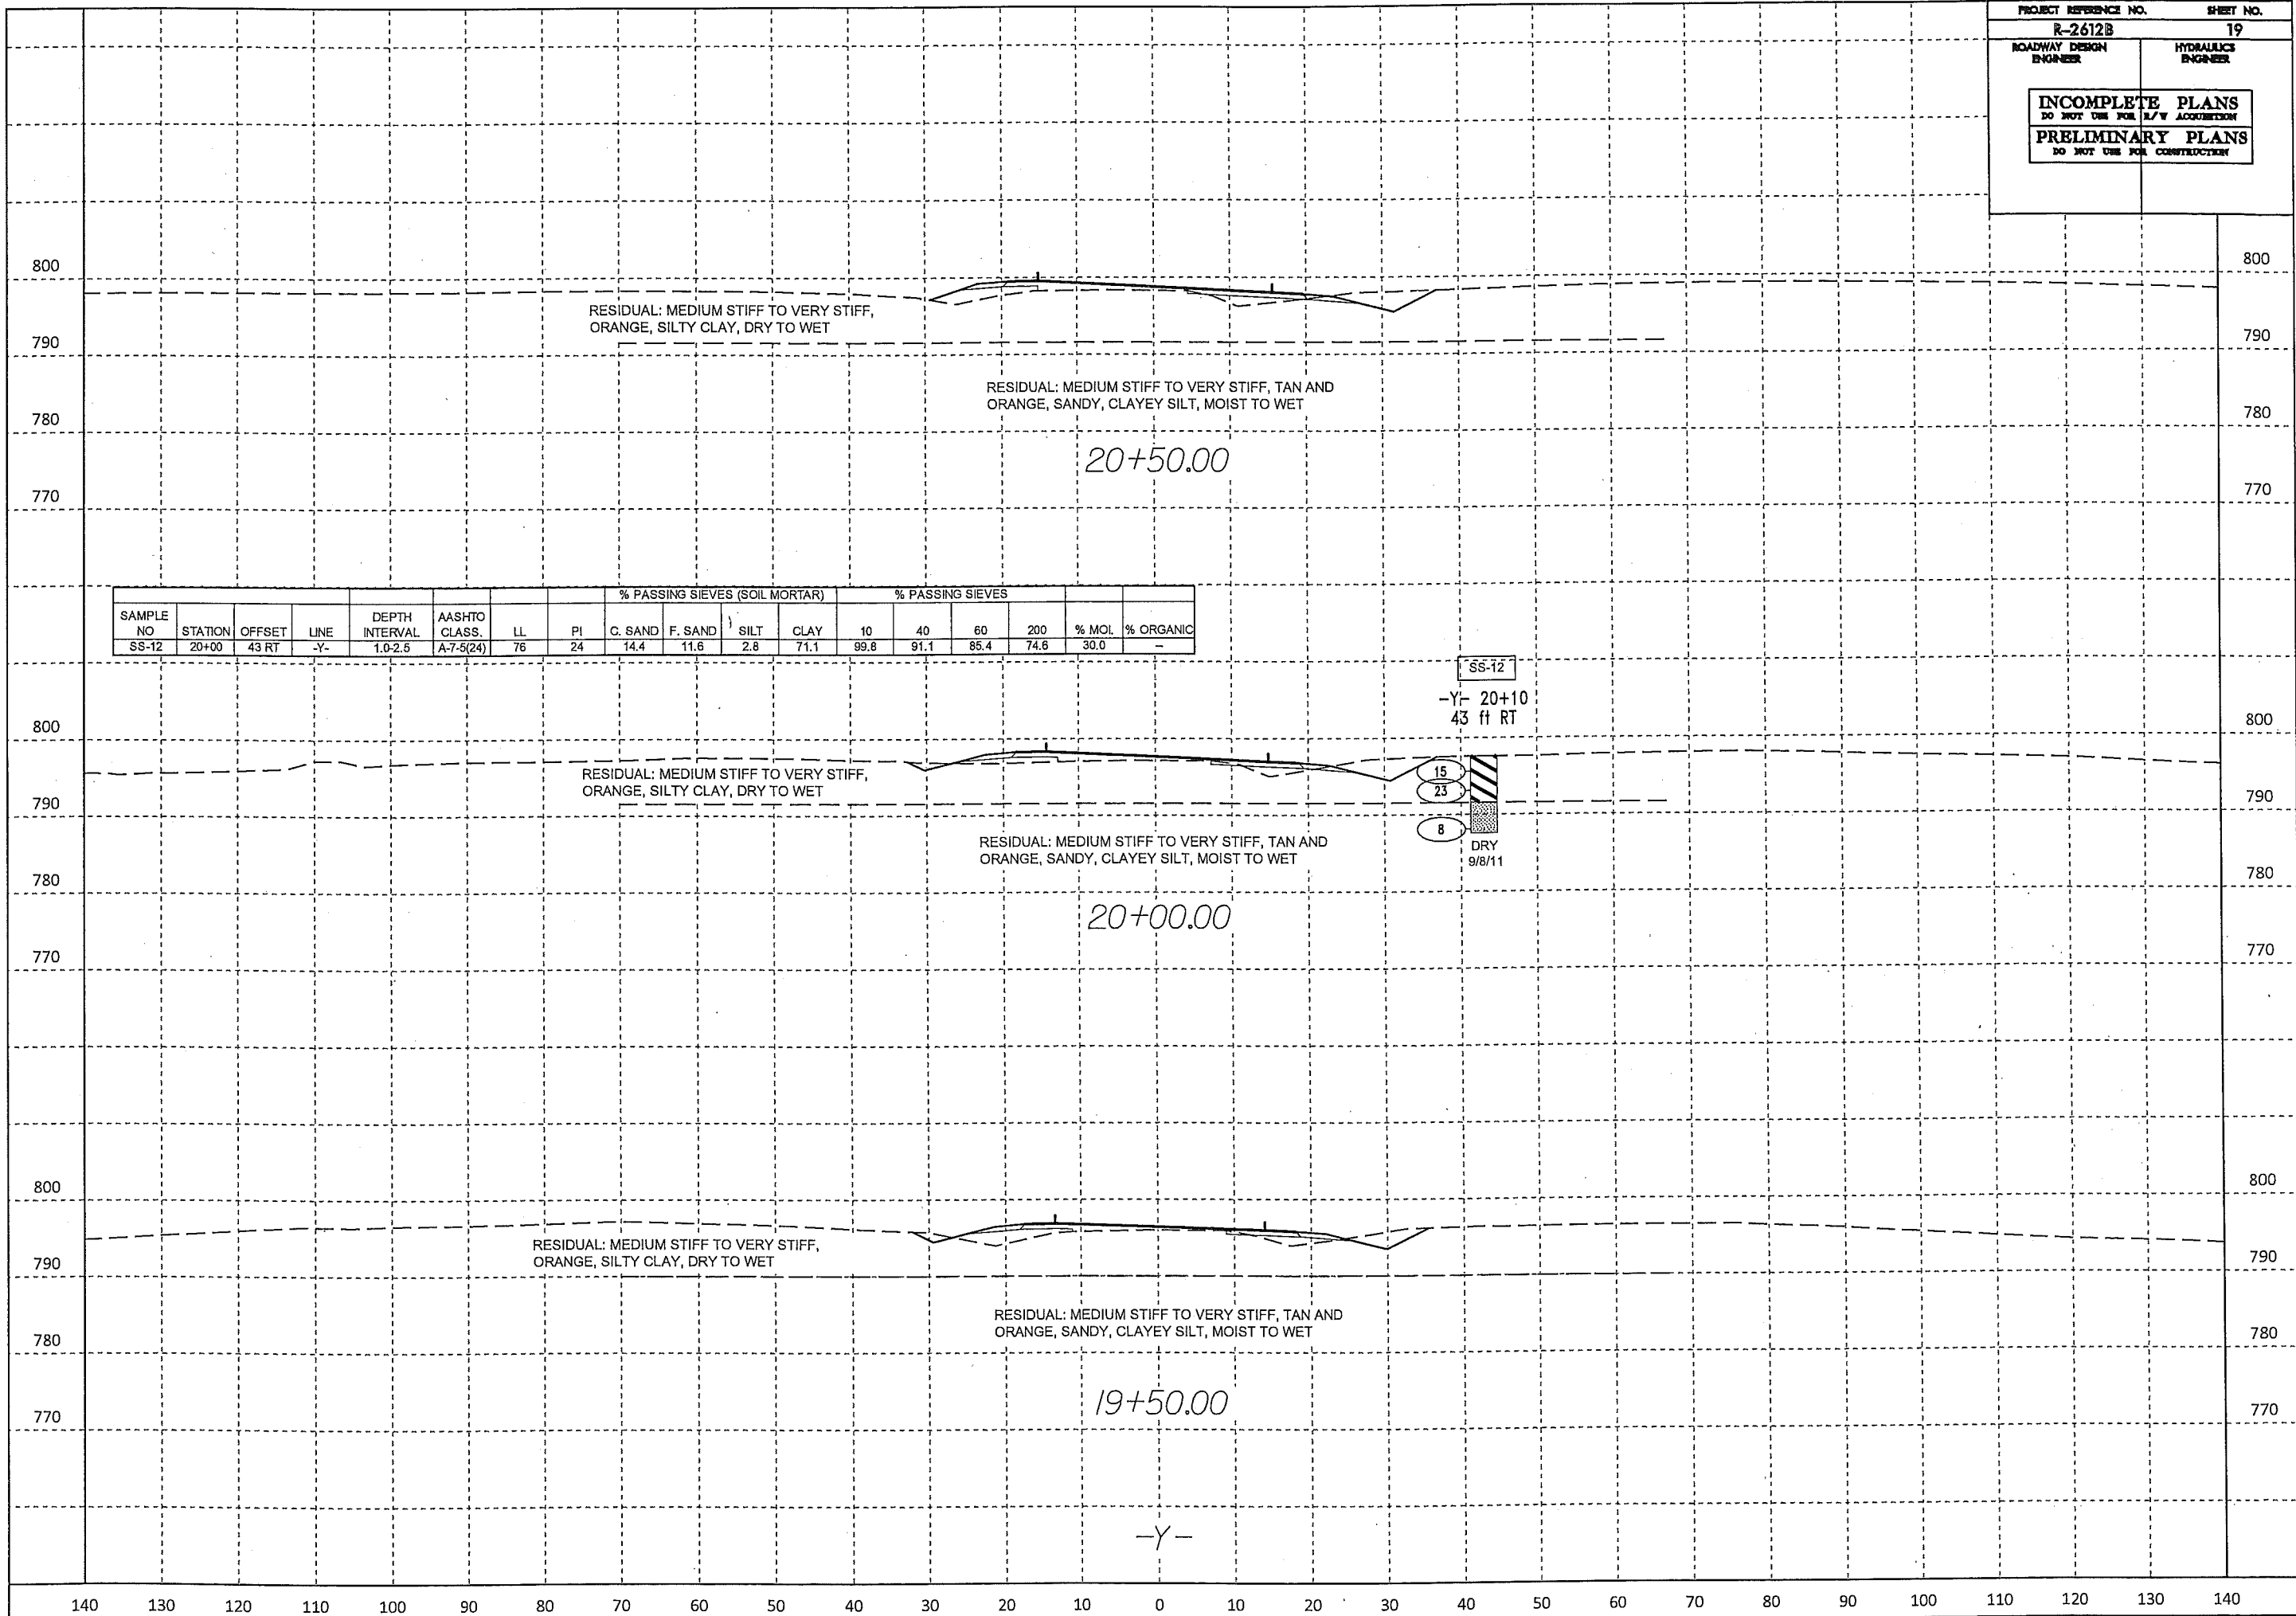 PROJECT REFERENCE NO. SHEET NO.
R-2612B 19
ROADWAY DESIGN ENGINEER
HYDRAULICS ENGINEER
INCOMPLETE PLANS
DO NOT USE FOR R/W ACQUISITION
PRELIMINARY PLANS
DO NOT USE FOR CONSTRUCTION
800 800
RESIDUAL: MEDIUM STIFF TO VERY STIFF,
ORANGE, SILTY CLAY, DRY TO WET
790 790
RESIDUAL: MEDIUM STIFF TO VERY STIFF, TAN AND
ORANGE, SANDY, CLAYEY SILT, MOIST TO WET
780 780
20+50.00
770 770
% PASSING SIEVES (SOIL MORTAR) % PASSING SIEVES
SAMPLE NO STATION OFFSET LINE DEPTH INTERVAL AASHTO CLASS. LL PI C. SAND F. SAND SILT CLAY 10 40 60 200 % MOI. % ORGANIC
SS-12 20+00 43 RT -Y- 1.0-2.5 A-7-5(24) 76 24 14.4 11.6 2.8 71.1 99.8 91.1 85.4 74.6 30.0 –
SS-12
-Y- 20+10
43 ft RT
800 800
RESIDUAL: MEDIUM STIFF TO VERY STIFF,
ORANGE, SILTY CLAY, DRY TO WET
15
23
790 790
8
RESIDUAL: MEDIUM STIFF TO VERY STIFF, TAN AND
ORANGE, SANDY, CLAYEY SILT, MOIST TO WET
DRY
9/8/11
780 780
20+00.00
770 770
800 800
RESIDUAL: MEDIUM STIFF TO VERY STIFF,
ORANGE, SILTY CLAY, DRY TO WET
790 790
RESIDUAL: MEDIUM STIFF TO VERY STIFF, TAN AND
ORANGE, SANDY, CLAYEY SILT, MOIST TO WET
780 780
19+50.00
770 770
-Y-
140 130 120 110 100 90 80 70 60 50 40 30 20 10 0 10 20 30 40 50 60 70 80 90 100 110 120 130 140